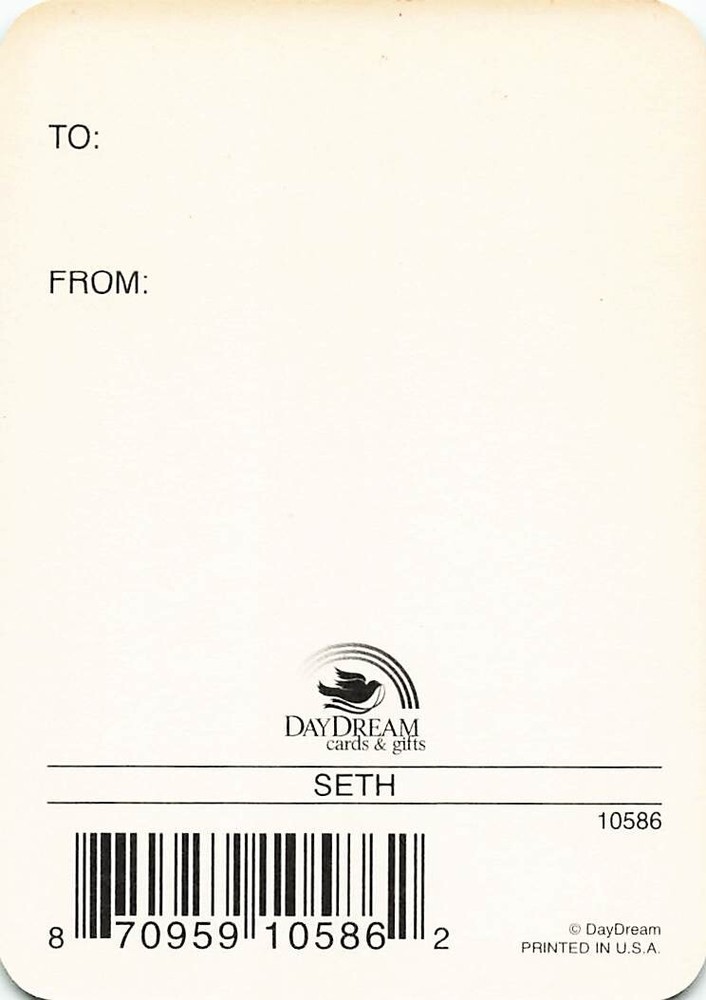 TO:
FROM:
DAYDREAM
cards & gifts
SETH
10586
8 70959 10586 2
© DayDream
PRINTED IN U.S.A.